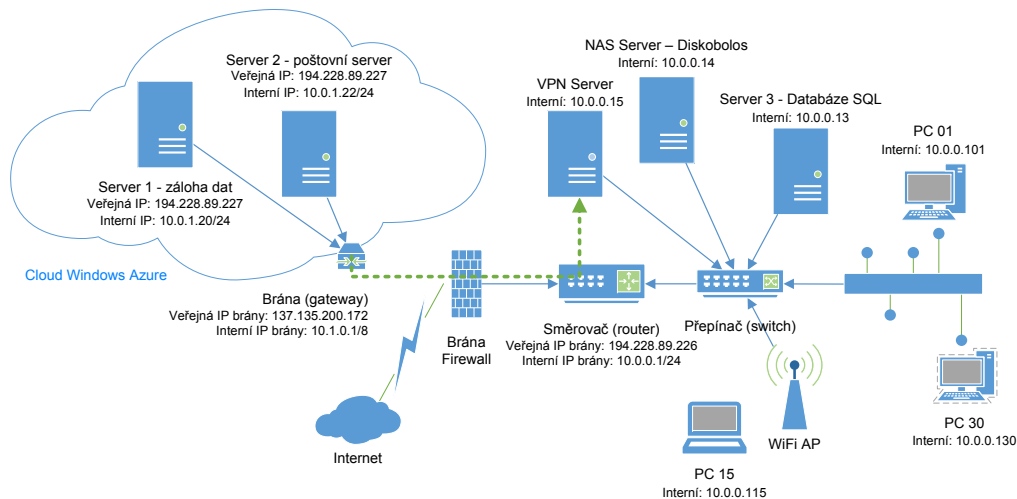 Server 2 - poštovní server
Veřejná IP: 194.228.89.227
Interní IP: 10.0.1.22/24
Server 1 - záloha dat
Veřejná IP: 194.228.89.227
Interní IP: 10.0.1.20/24
Cloud Windows Azure
Brána (gateway)
Veřejná IP brány: 137.135.200.172
Interní IP brány: 10.1.0.1/8
Brána
Firewall
Internet
VPN Server
Interní: 10.0.0.15
NAS Server – Diskobolos
Interní: 10.0.0.14
Server 3 - Databáze SQL
Interní: 10.0.0.13
PC 01
Interní: 10.0.0.101
Směrovač (router)
Veřejná IP brány: 194.228.89.226
Interní IP brány: 10.0.0.1/24
Přepínač (switch)
WiFi AP
PC 15
Interní: 10.0.0.115
PC 30
Interní: 10.0.0.130